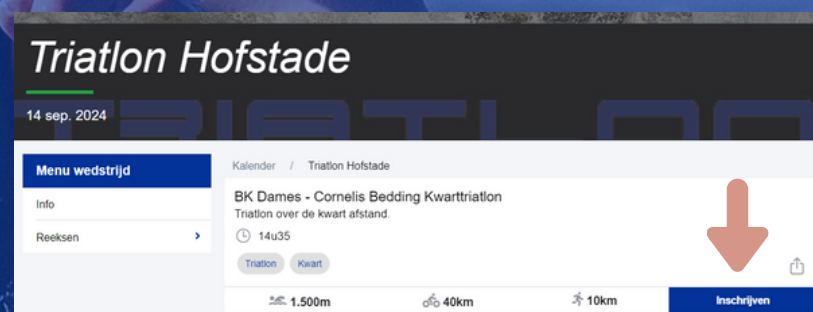 Triatlon Hofstade
14 sep. 2024
TRIATLON
Menu wedstrijd
Info
Reeksen
Kalender / Triatlon Hofstade
BK Dames - Cornelis Bedding Kwarttriatlon
Triatlon over de kwart afstand.
14u35
Triatlon Kwart
1.500m 40km 10km Inschrijven